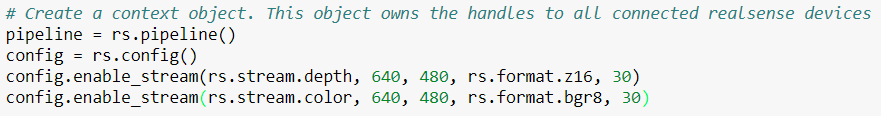 # Create a context object. This object owns the handles to all connected realsense devices
pipeline = rs.pipeline()
config = rs.config()
config.enable_stream(rs.stream.depth, 640, 480, rs.format.z16, 30)
config.enable_stream(rs.stream.color, 640, 480, rs.format.bgr8, 30)